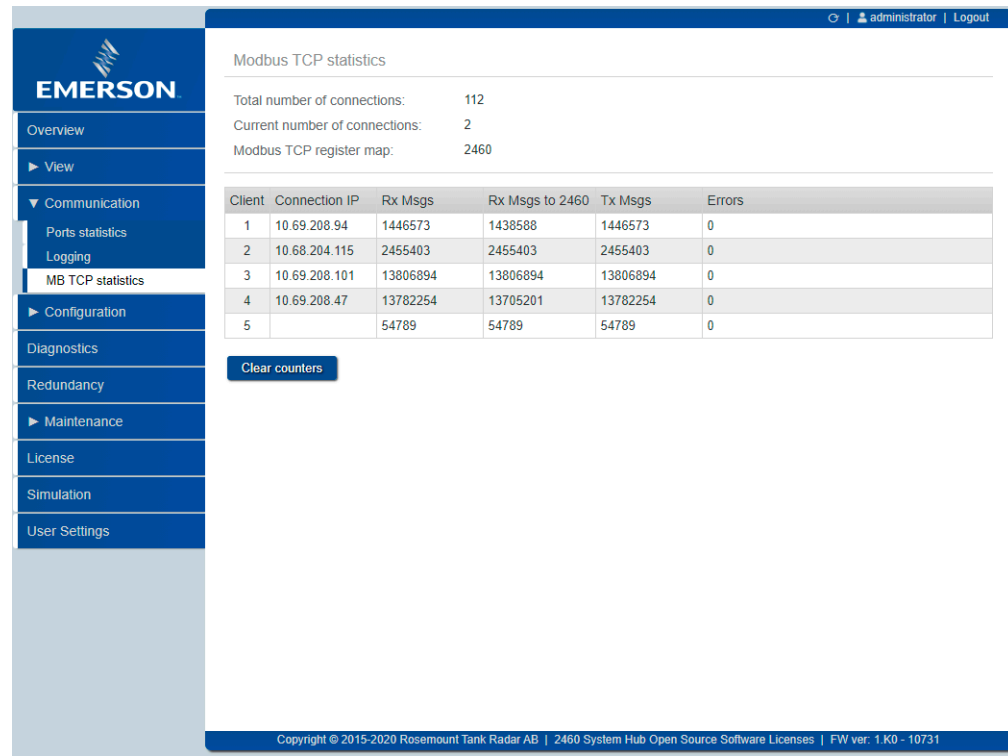 administrator | Logout
EMERSON
Overview
► View
▼ Communication
Ports statistics
Logging
MB TCP statistics
► Configuration
Diagnostics
Redundancy
► Maintenance
License
Simulation
User Settings
Modbus TCP statistics
Total number of connections: 112
Current number of connections: 2
Modbus TCP register map: 2460
Client Connection IP Rx Msgs Rx Msgs to 2460 Tx Msgs Errors
1 10.69.208.94 1446573 1438588 1446573 0
2 10.68.204.115 2455403 2455403 2455403 0
3 10.69.208.101 13806894 13806894 13806894 0
4 10.69.208.47 13782254 13705201 13782254 0
5 54789 54789 54789 0
Clear counters
Copyright © 2015-2020 Rosemount Tank Radar AB | 2460 System Hub Open Source Software Licenses | FW ver: 1.K0 - 10731